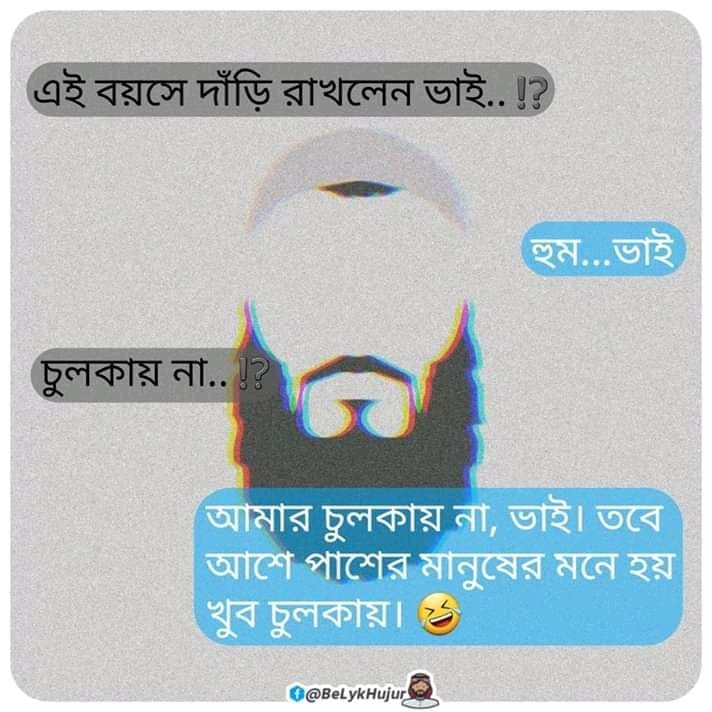 এই বয়সে দাঁড়ি রাখলেন ভাই.. ⁉️
হুম...ভাই
চুলকায় না.. ⁉️
আমার চুলকায় না, ভাই। তবে
আশে পাশের মানুষের মনে হয়
খুব চুলকায়। 🤣
@BeLykHujur